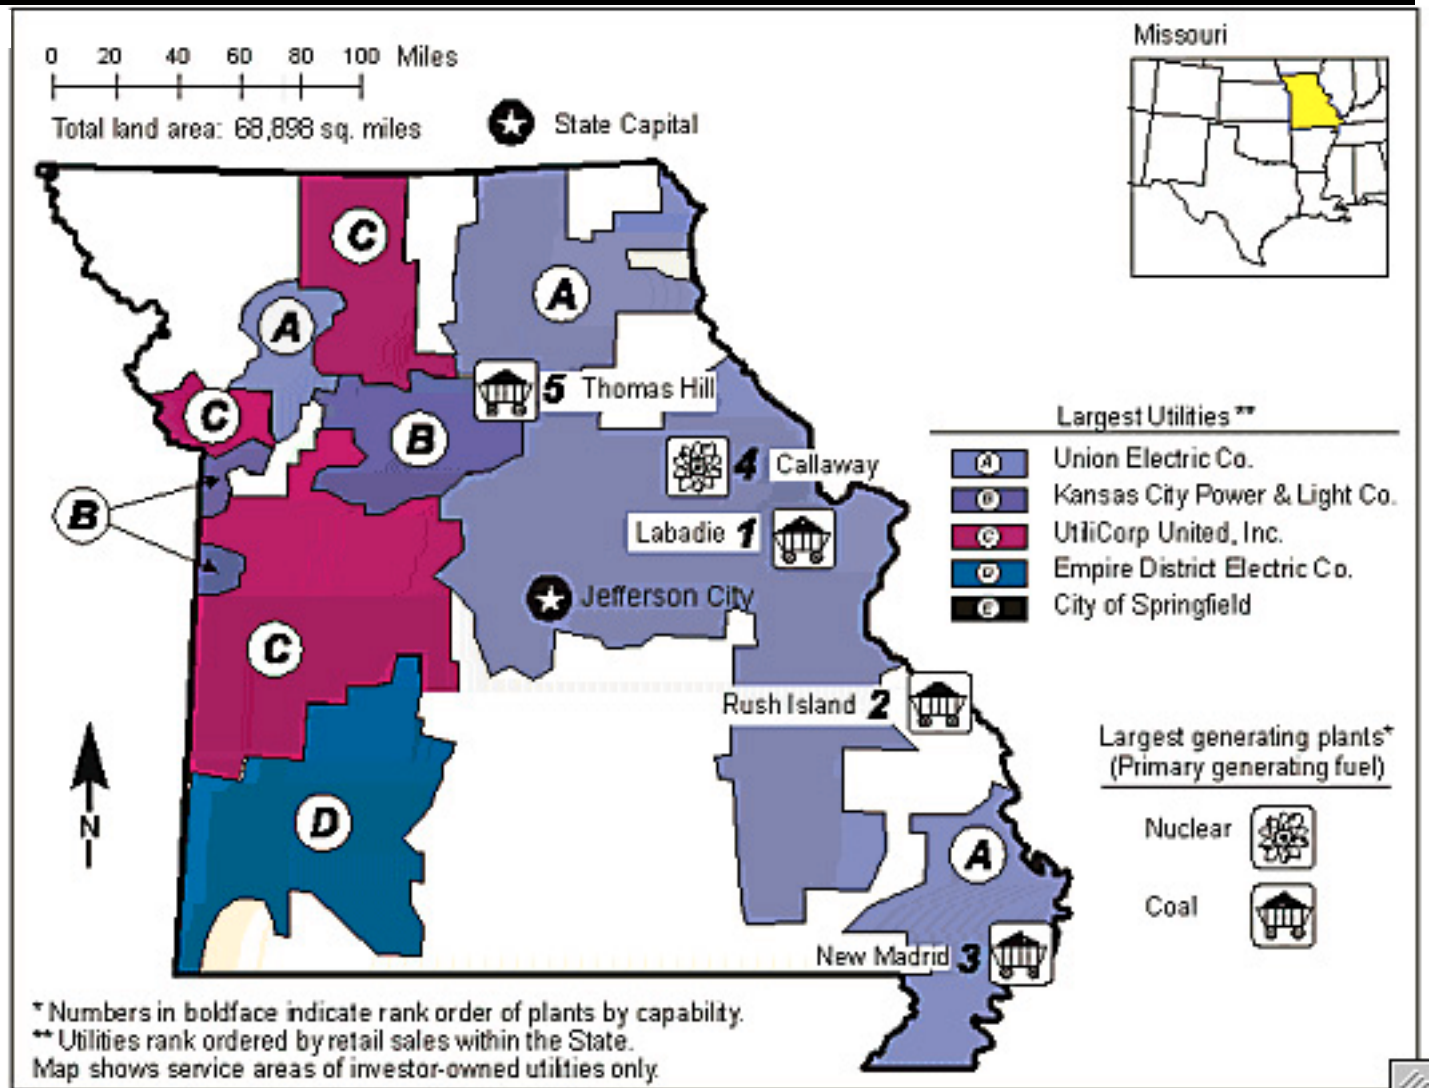 Missouri
0 20 40 60 80 100 Miles
Total land area: 68,898 sq. miles
State Capital
C
A
A
5 Thomas Hill
C
B
4 Callaway
B
Labadie 1
Jefferson City
C
Rush Island 2
D
A
New Madrid 3
N
Largest Utilities **
A Union Electric Co.
B Kansas City Power & Light Co.
C UtiliCorp United, Inc.
D Empire District Electric Co.
E City of Springfield
Largest generating plants*
(Primary generating fuel)
Nuclear
Coal
* Numbers in boldface indicate rank order of plants by capability.
** Utilities rank ordered by retail sales within the State.
Map shows service areas of investor-owned utilities only.